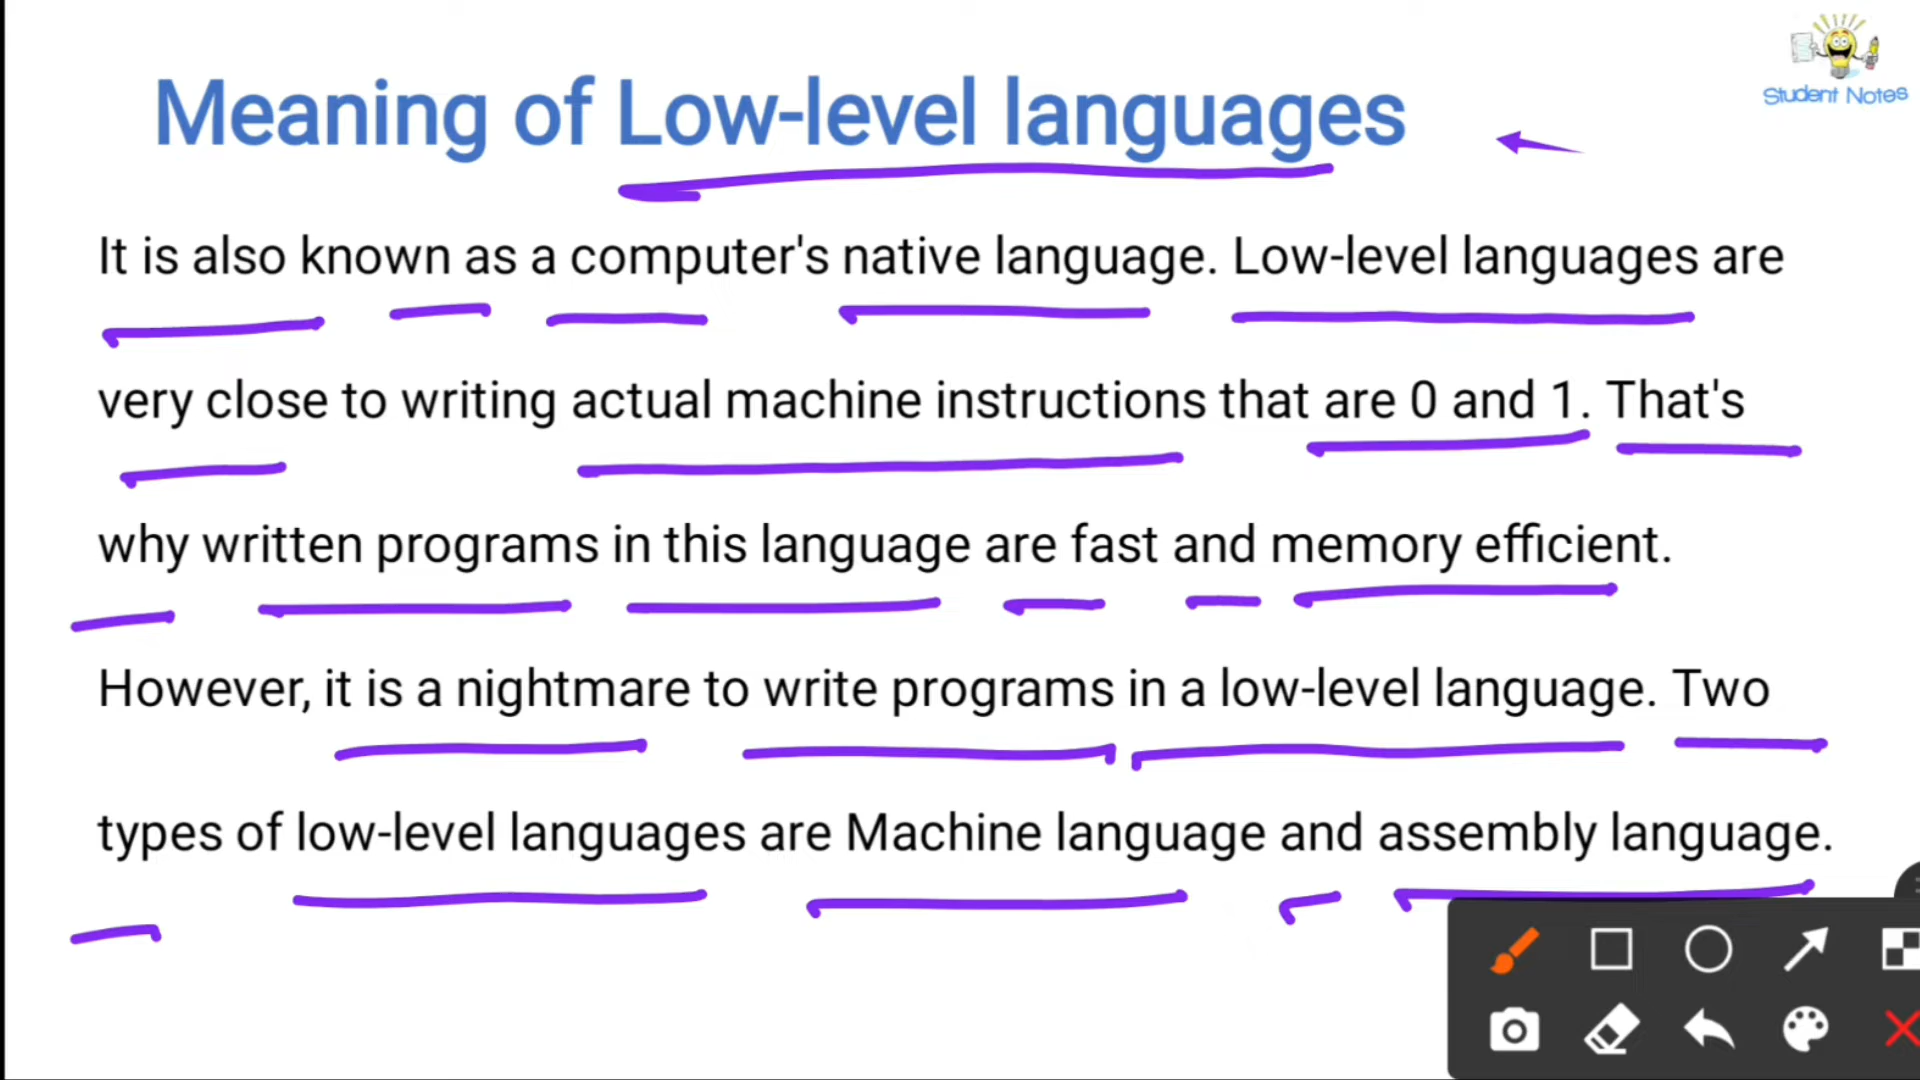 Student Notes
Meaning of Low-level languages
It is also known as a computer's native language. Low-level languages are
very close to writing actual machine instructions that are 0 and 1. That's
why written programs in this language are fast and memory efficient.
However, it is a nightmare to write programs in a low-level language. Two
types of low-level languages are Machine language and assembly language.